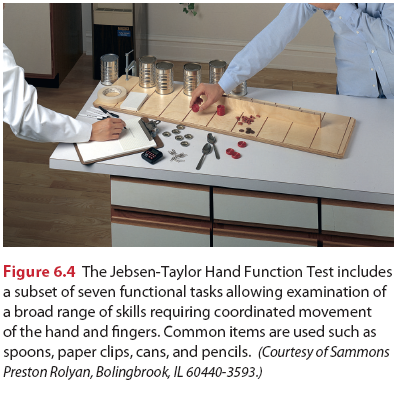 Figure 6.4 The Jebsen-Taylor Hand Function Test includes
a subset of seven functional tasks allowing examination of
a broad range of skills requiring coordinated movement
of the hand and fingers. Common items are used such as
spoons, paper clips, cans, and pencils. (Courtesy of Sammons
Preston Rolyan, Bolingbrook, IL 60440-3593.)